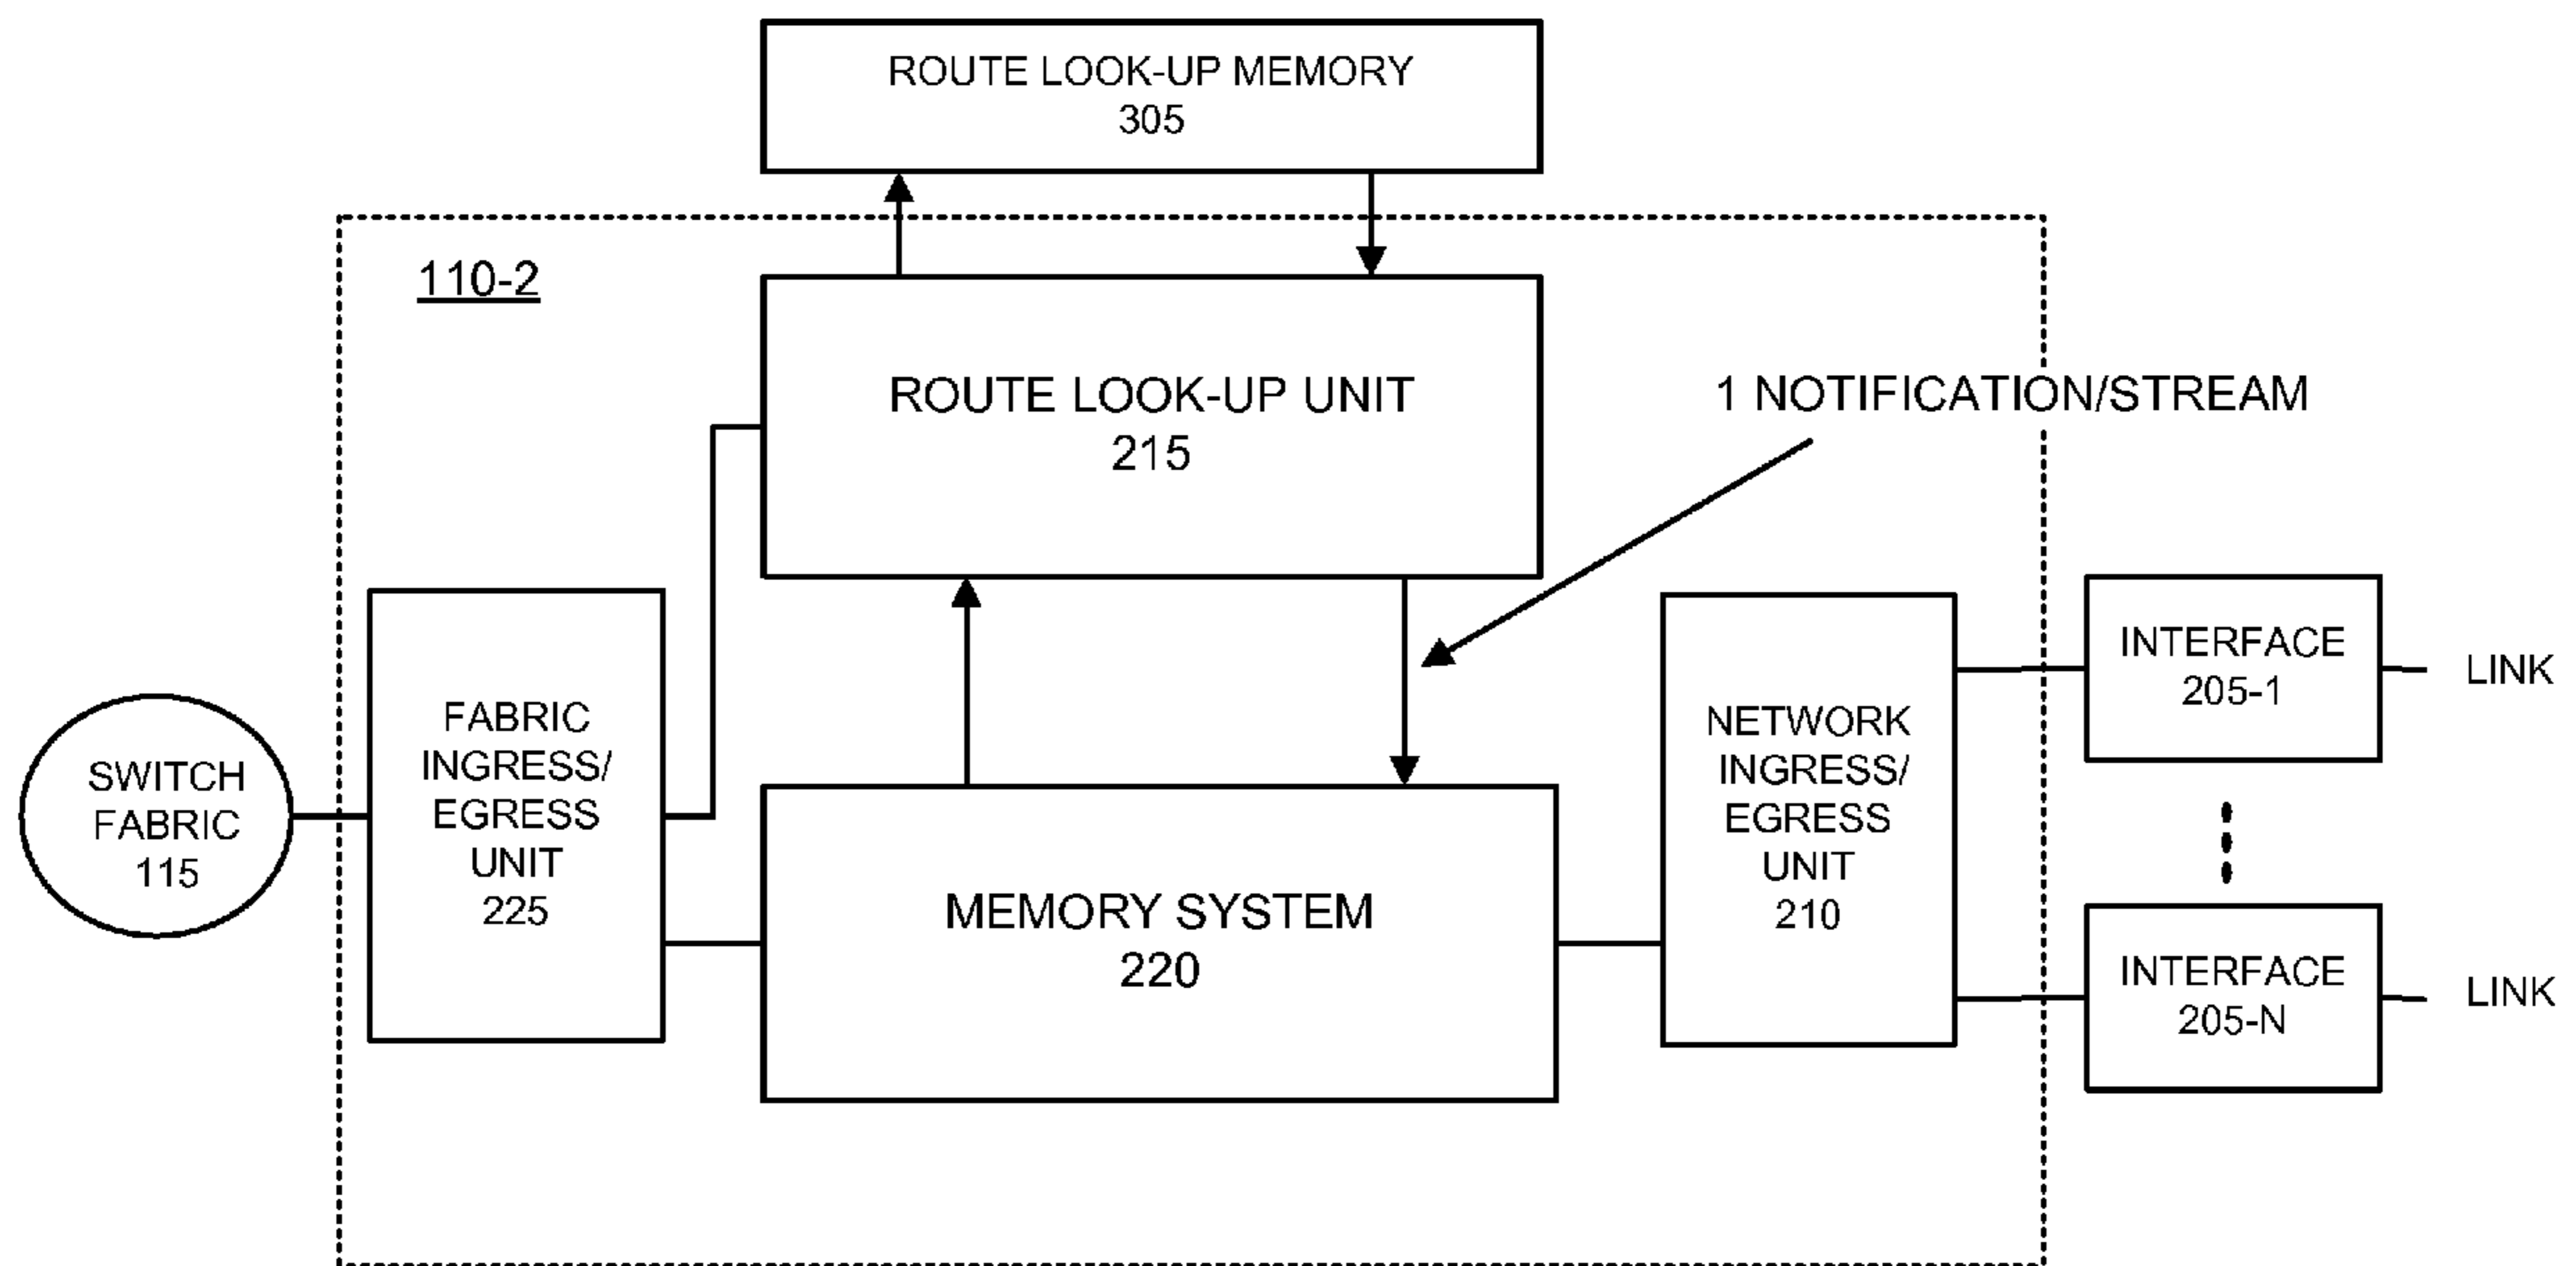 ROUTE LOOK-UP MEMORY
305
110-2
ROUTE LOOK-UP UNIT
215
1 NOTIFICATION/STREAM
SWITCH
FABRIC
115
FABRIC
INGRESS/
EGRESS
UNIT
225
MEMORY SYSTEM
220
NETWORK
INGRESS/
EGRESS
UNIT
210
INTERFACE
205-1
LINK
INTERFACE
205-N
LINK